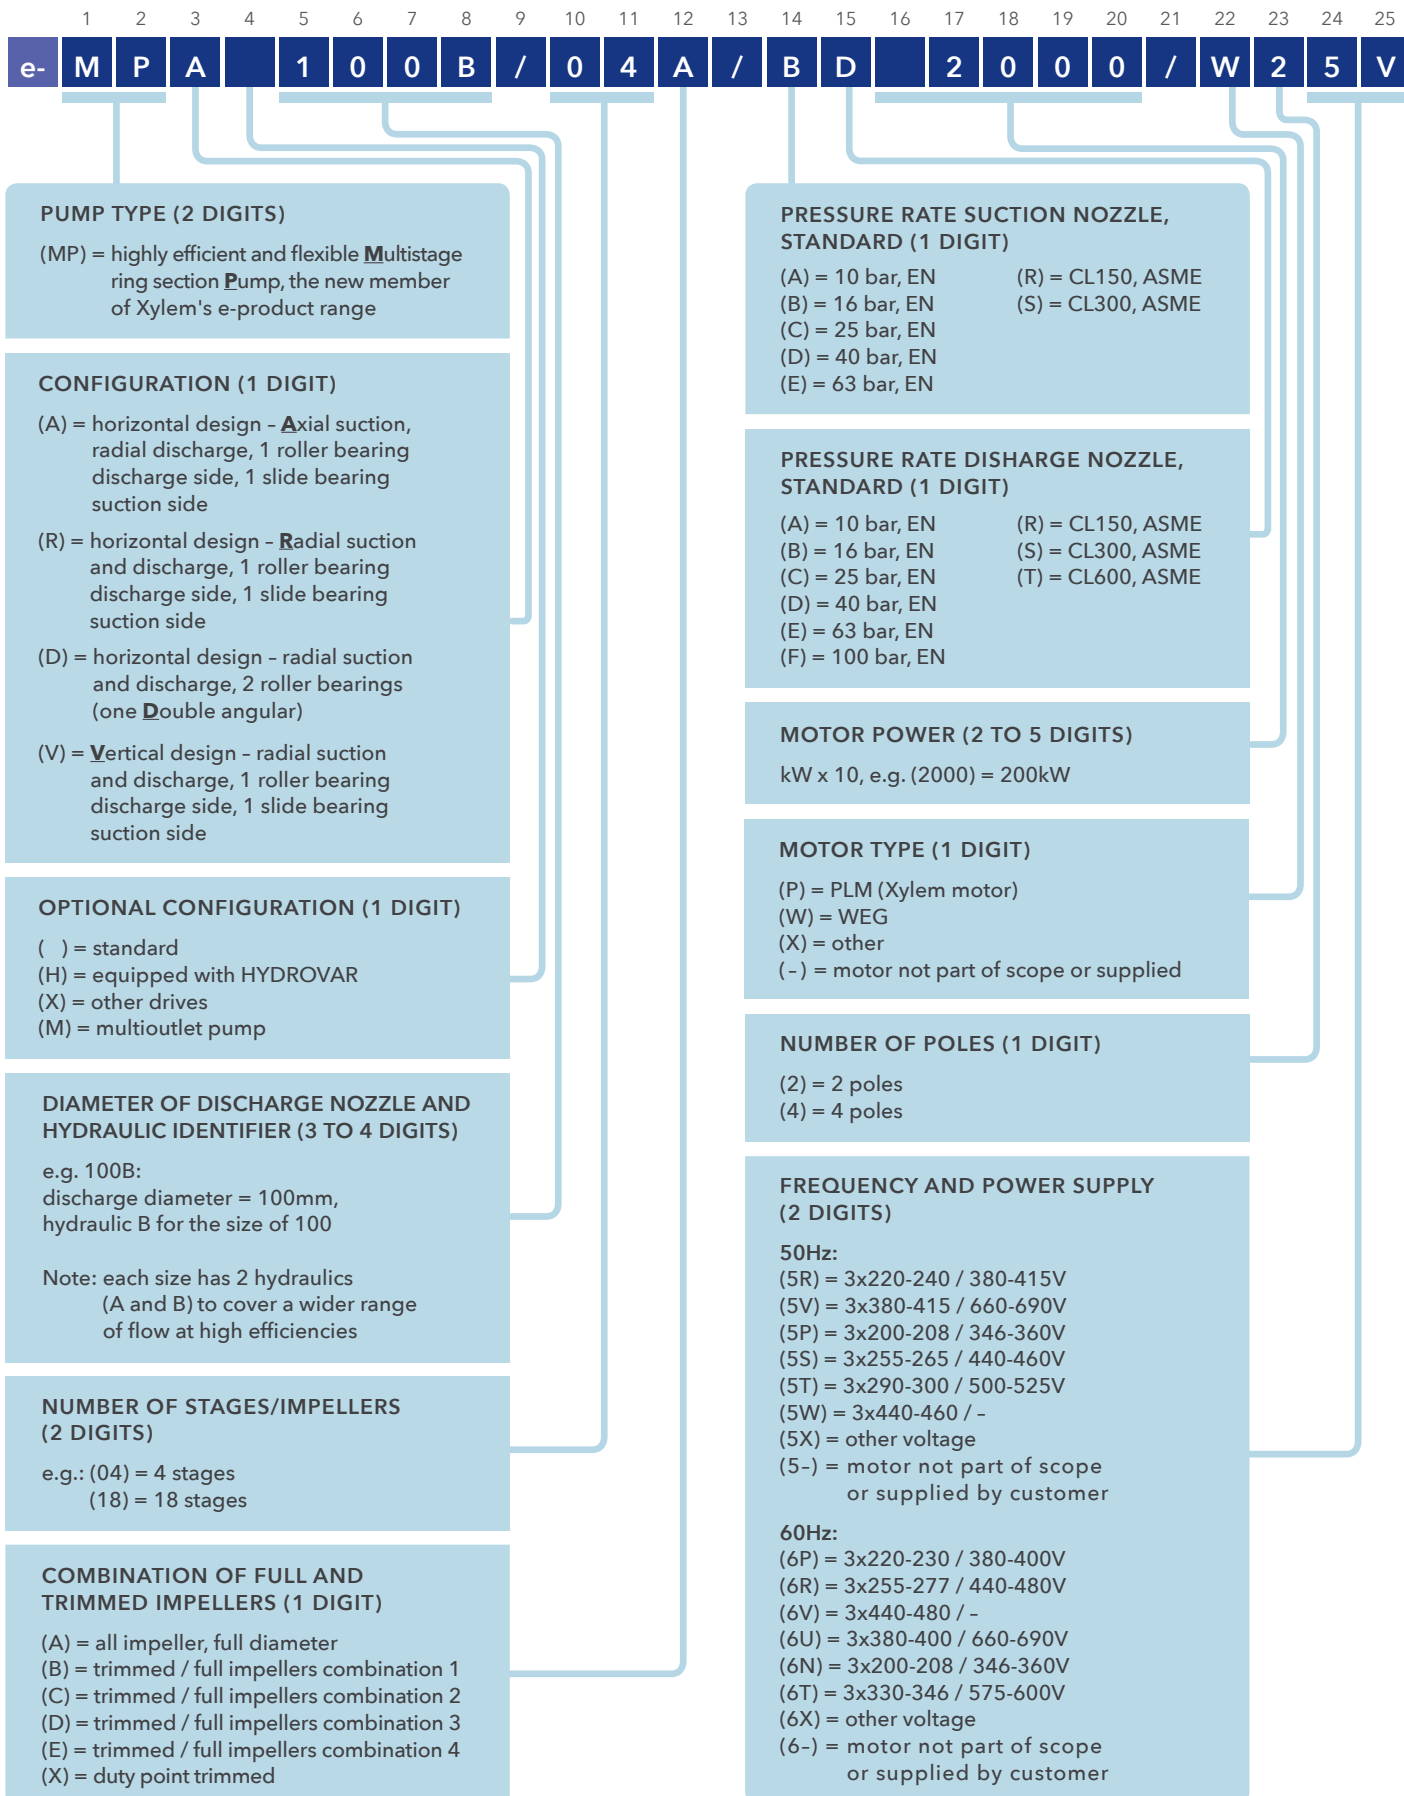 1 2 3 4 5 6 7 8 9 10 11 12 13 14 15 16 17 18 19 20 21 22 23 24 25
e- M P A 1 0 0 B / 0 4 A / B D 2 0 0 0 / W 2 5 V
PUMP TYPE (2 DIGITS)
(MP) = highly efficient and flexible Multistage
ring section Pump, the new member
of Xylem's e-product range
CONFIGURATION (1 DIGIT)
(A) = horizontal design – Axial suction,
radial discharge, 1 roller bearing
discharge side, 1 slide bearing
suction side
(R) = horizontal design – Radial suction
and discharge, 1 roller bearing
discharge side, 1 slide bearing
suction side
(D) = horizontal design – radial suction
and discharge, 2 roller bearings
(one Double angular)
(V) = Vertical design – radial suction
and discharge, 1 roller bearing
discharge side, 1 slide bearing
suction side
OPTIONAL CONFIGURATION (1 DIGIT)
( ) = standard
(H) = equipped with HYDROVAR
(X) = other drives
(M) = multioutlet pump
DIAMETER OF DISCHARGE NOZZLE AND
HYDRAULIC IDENTIFIER (3 TO 4 DIGITS)
e.g. 100B:
discharge diameter = 100mm,
hydraulic B for the size of 100
Note: each size has 2 hydraulics
(A and B) to cover a wider range
of flow at high efficiencies
NUMBER OF STAGES/IMPELLERS
(2 DIGITS)
e.g.: (04) = 4 stages
(18) = 18 stages
COMBINATION OF FULL AND
TRIMMED IMPELLERS (1 DIGIT)
(A) = all impeller, full diameter
(B) = trimmed / full impellers combination 1
(C) = trimmed / full impellers combination 2
(D) = trimmed / full impellers combination 3
(E) = trimmed / full impellers combination 4
(X) = duty point trimmed
PRESSURE RATE SUCTION NOZZLE,
STANDARD (1 DIGIT)
(A) = 10 bar, EN (R) = CL150, ASME
(B) = 16 bar, EN (S) = CL300, ASME
(C) = 25 bar, EN
(D) = 40 bar, EN
(E) = 63 bar, EN
PRESSURE RATE DISHARGE NOZZLE,
STANDARD (1 DIGIT)
(A) = 10 bar, EN (R) = CL150, ASME
(B) = 16 bar, EN (S) = CL300, ASME
(C) = 25 bar, EN (T) = CL600, ASME
(D) = 40 bar, EN
(E) = 63 bar, EN
(F) = 100 bar, EN
MOTOR POWER (2 TO 5 DIGITS)
kW x 10, e.g. (2000) = 200kW
MOTOR TYPE (1 DIGIT)
(P) = PLM (Xylem motor)
(W) = WEG
(X) = other
(–) = motor not part of scope or supplied
NUMBER OF POLES (1 DIGIT)
(2) = 2 poles
(4) = 4 poles
FREQUENCY AND POWER SUPPLY
(2 DIGITS)
50Hz:
(5R) = 3x220-240 / 380-415V
(5V) = 3x380-415 / 660-690V
(5P) = 3x200-208 / 346-360V
(5S) = 3x255-265 / 440-460V
(5T) = 3x290-300 / 500-525V
(5W) = 3x440-460 / –
(5X) = other voltage
(5–) = motor not part of scope
or supplied by customer
60Hz:
(6P) = 3x220-230 / 380-400V
(6R) = 3x255-277 / 440-480V
(6V) = 3x440-480 / –
(6U) = 3x380-400 / 660-690V
(6N) = 3x200-208 / 346-360V
(6T) = 3x330-346 / 575-600V
(6X) = other voltage
(6–) = motor not part of scope
or supplied by customer